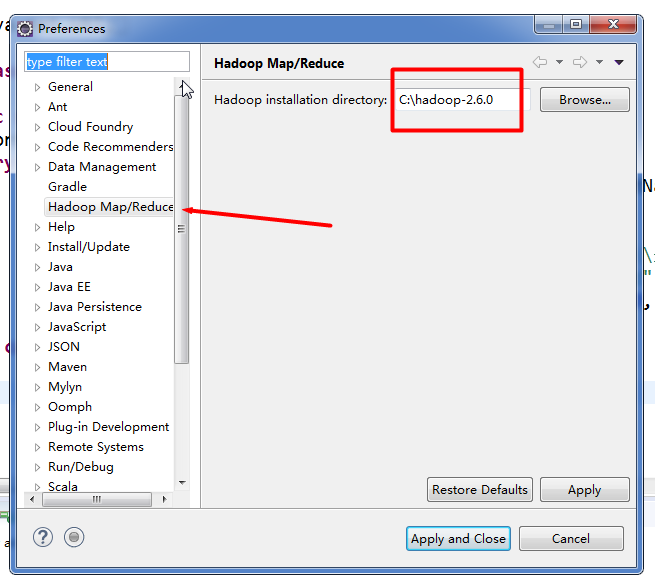 Preferences
type filter text
General
Ant
Cloud Foundry
Code Recommenders
Data Management
Gradle
Hadoop Map/Reduce
Help
Install/Update
Java
Java EE
Java Persistence
JavaScript
JSON
Maven
Mylyn
Oomph
Plug-in Development
Remote Systems
Run/Debug
Scala
Hadoop Map/Reduce
Hadoop installation directory:
C:\hadoop-2.6.0
Browse...
Restore Defaults
Apply
Apply and Close
Cancel